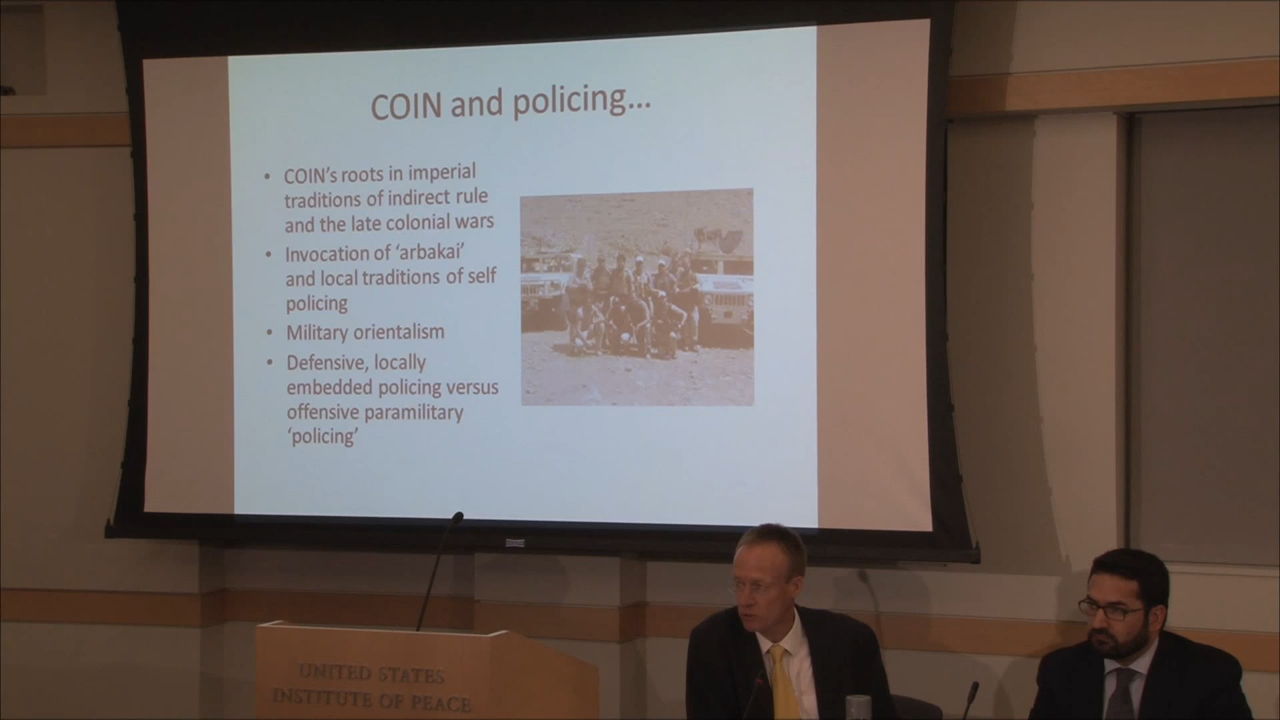 COIN and policing...
• COIN's roots in imperial
traditions of indirect rule
and the late colonial wars
• Invocation of 'arbakai'
and local traditions of self
policing
• Military orientalism
• Defensive, locally
embedded policing versus
offensive paramilitary
'policing'
UNITED STATES
INSTITUTE OF PEACE